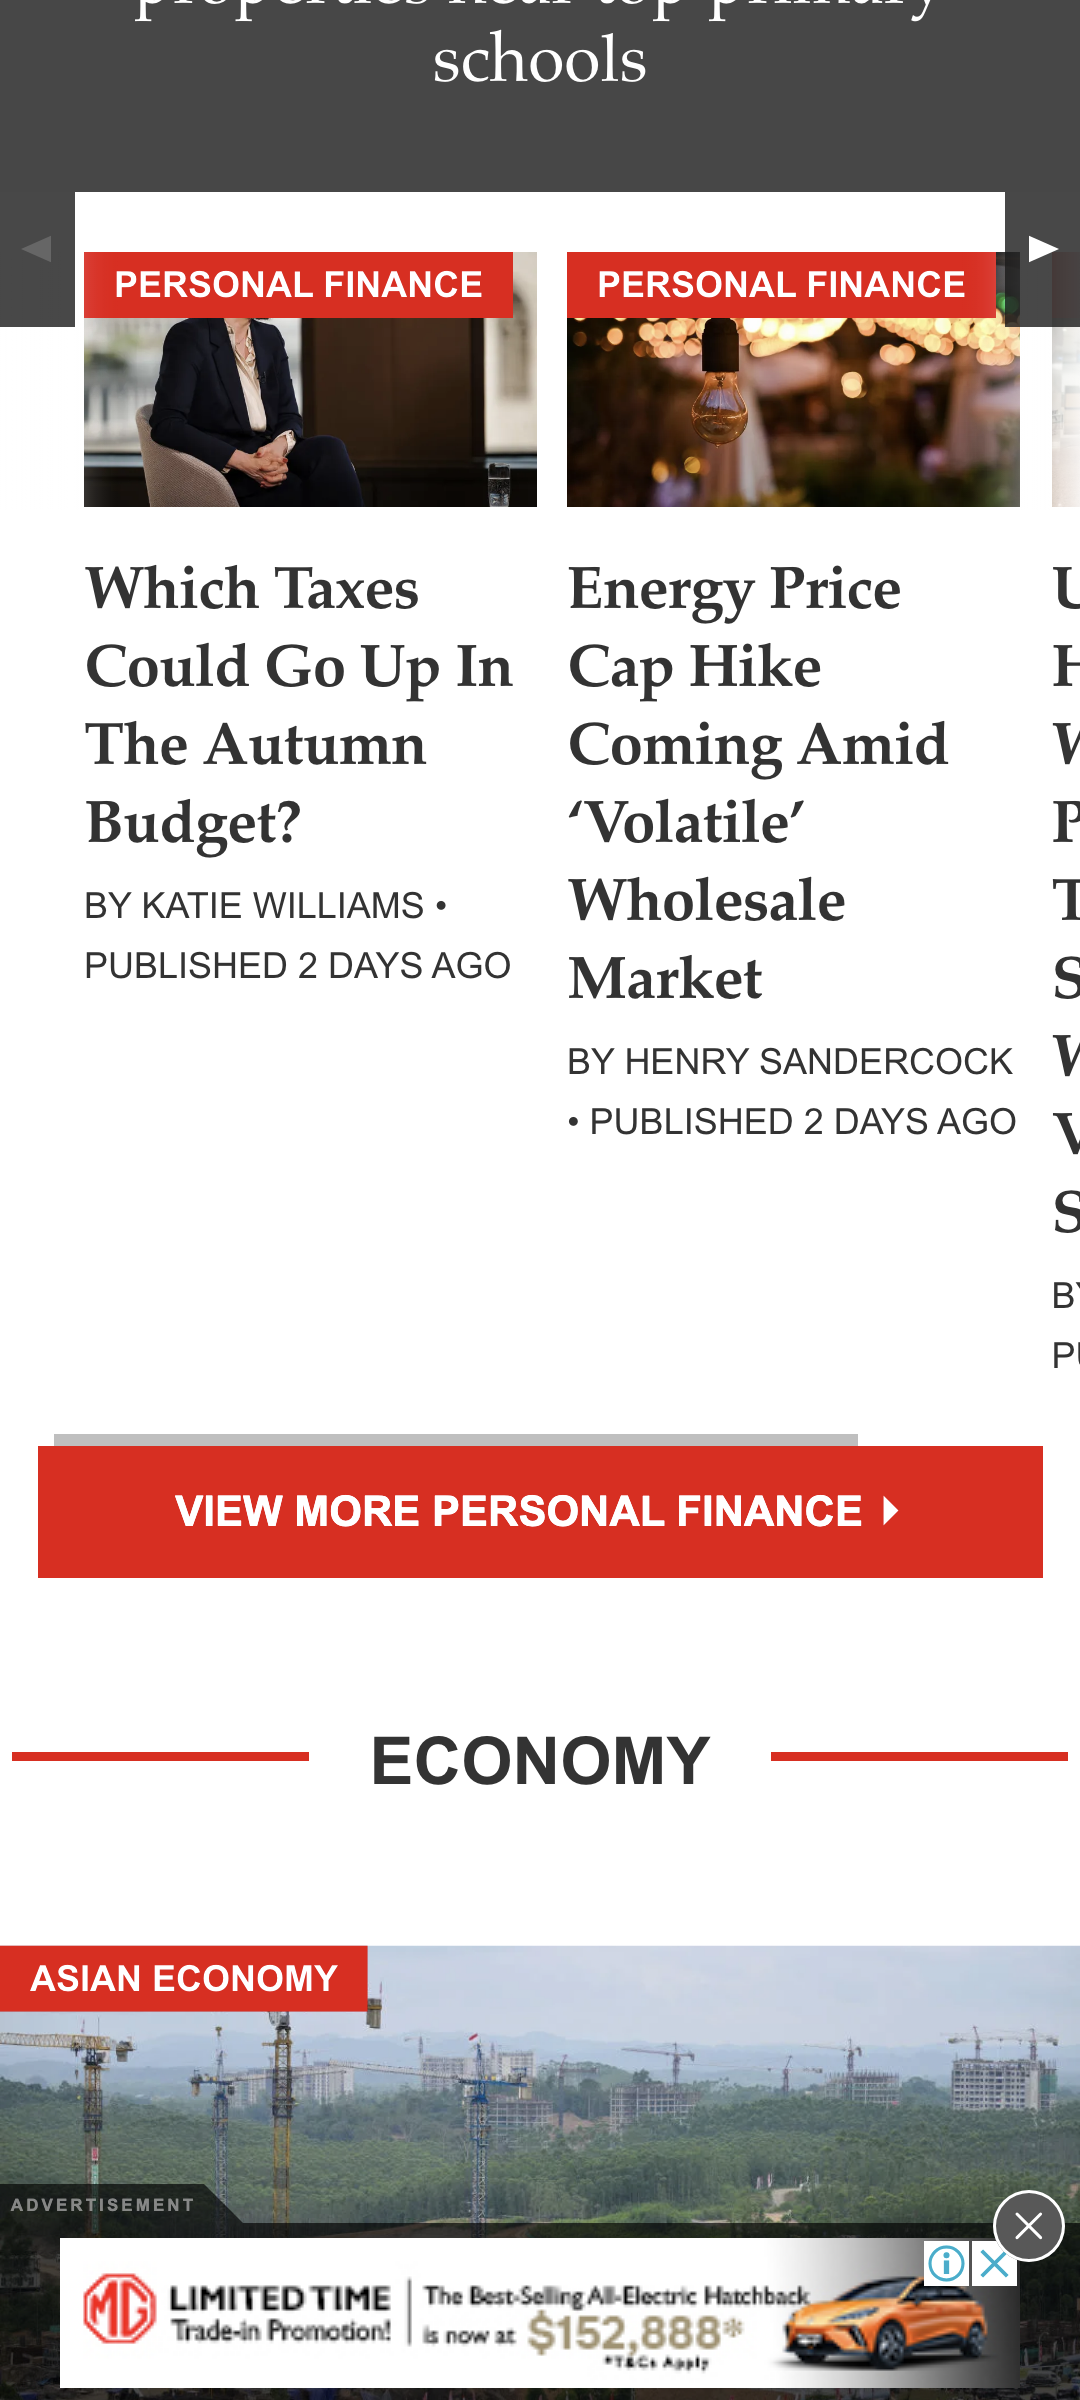 schools
PERSONAL FINANCE
Which Taxes
Could Go Up In
The Autumn
Budget?
BY KATIE WILLIAMS •
PUBLISHED 2 DAYS AGO
PERSONAL FINANCE
Energy Price
Cap Hike
Coming Amid
‘Volatile’
Wholesale
Market
BY HENRY SANDERCOCK
• PUBLISHED 2 DAYS AGO
VIEW MORE PERSONAL FINANCE
ECONOMY
ASIAN ECONOMY
ADVERTISEMENT
MG
LIMITED TIME
Trade-in Promotion!
The Best-Selling All-Electric Hatchback
is now at $152,888*
*T&Cs Apply